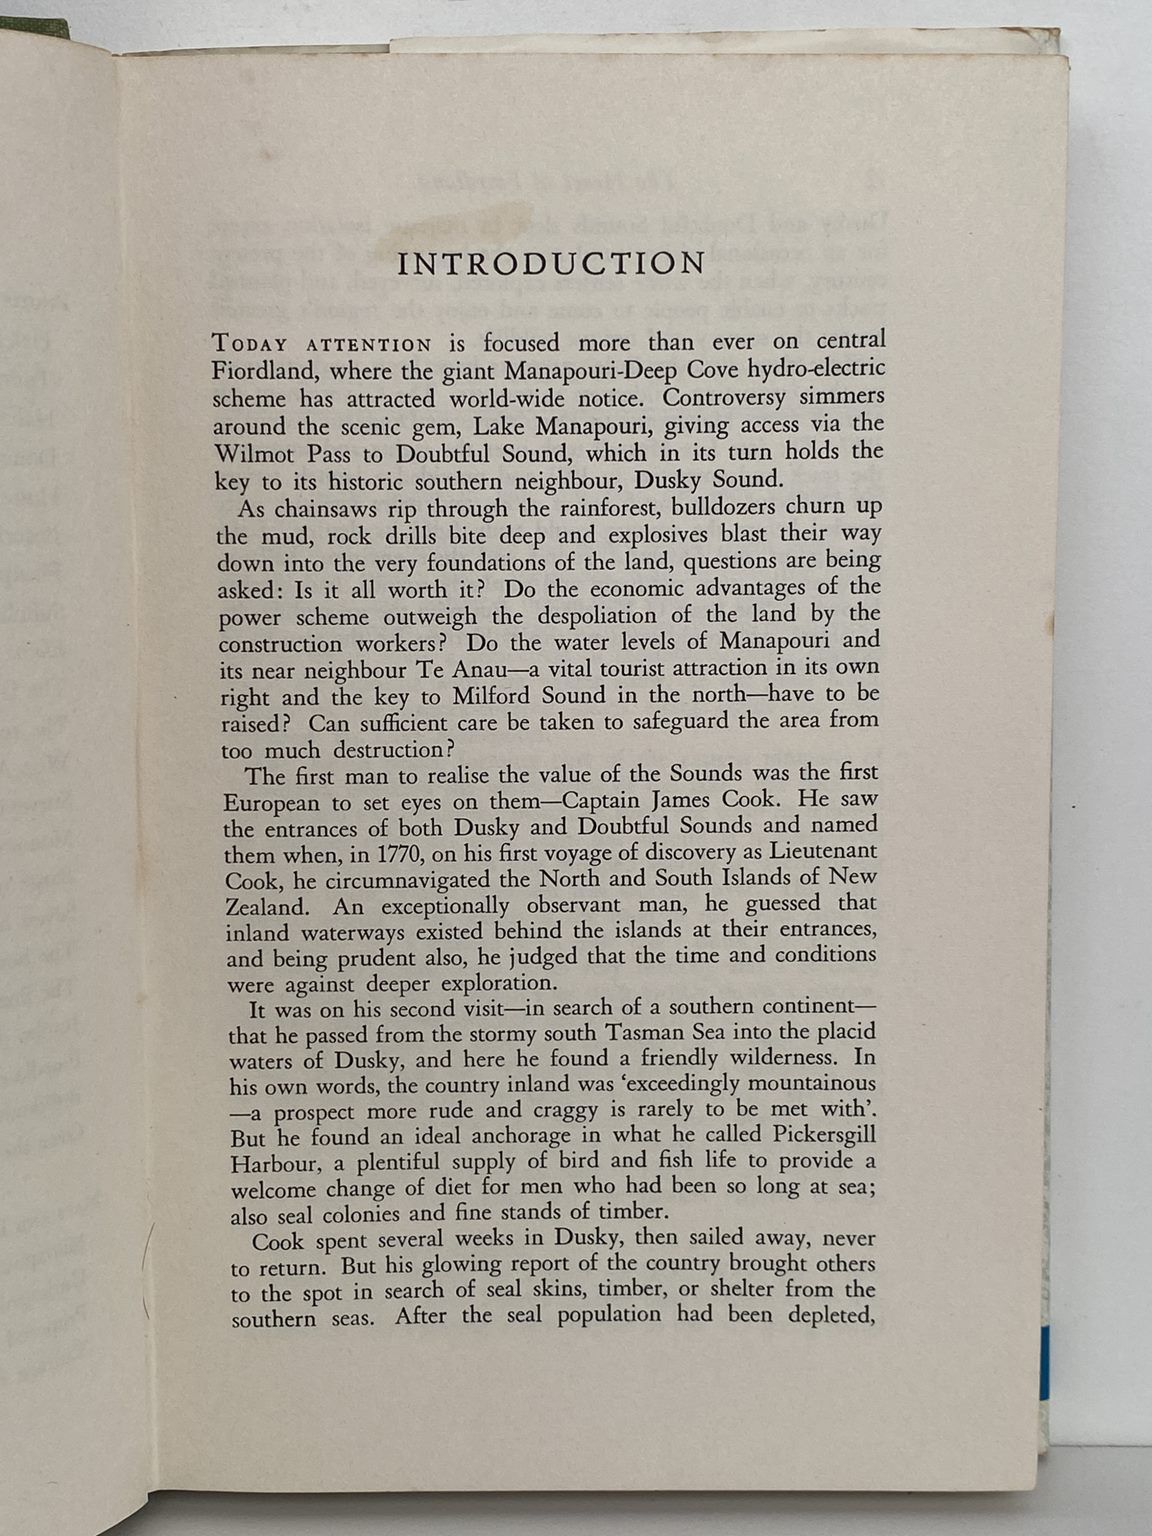 INTRODUCTION
TODAY ATTENTION is focused more than ever on central
Fiordland, where the giant Manapouri-Deep Cove hydro-electric
scheme has attracted world-wide notice. Controversy simmers
around the scenic gem, Lake Manapouri, giving access via the
Wilmot Pass to Doubtful Sound, which in its turn holds the
key to its historic southern neighbour, Dusky Sound.
As chainsaws rip through the rainforest, bulldozers churn up
the mud, rock drills bite deep and explosives blast their way
down into the very foundations of the land, questions are being
asked: Is it all worth it? Do the economic advantages of the
power scheme outweigh the despoliation of the land by the
construction workers? Do the water levels of Manapouri and
its near neighbour Te Anau—a vital tourist attraction in its own
right and the key to Milford Sound in the north—have to be
raised? Can sufficient care be taken to safeguard the area from
too much destruction?
The first man to realise the value of the Sounds was the first
European to set eyes on them—Captain James Cook. He saw
the entrances of both Dusky and Doubtful Sounds and named
them when, in 1770, on his first voyage of discovery as Lieutenant
Cook, he circumnavigated the North and South Islands of New
Zealand. An exceptionally observant man, he guessed that
inland waterways existed behind the islands at their entrances,
and being prudent also, he judged that the time and conditions
were against deeper exploration.
It was on his second visit—in search of a southern continent—
that he passed from the stormy south Tasman Sea into the placid
waters of Dusky, and here he found a friendly wilderness. In
his own words, the country inland was ‘exceedingly mountainous
—a prospect more rude and craggy is rarely to be met with’.
But he found an ideal anchorage in what he called Pickersgill
Harbour, a plentiful supply of bird and fish life to provide a
welcome change of diet for men who had been so long at sea;
also seal colonies and fine stands of timber.
Cook spent several weeks in Dusky, then sailed away, never
to return. But his glowing report of the country brought others
to the spot in search of seal skins, timber, or shelter from the
southern seas. After the seal population had been depleted,